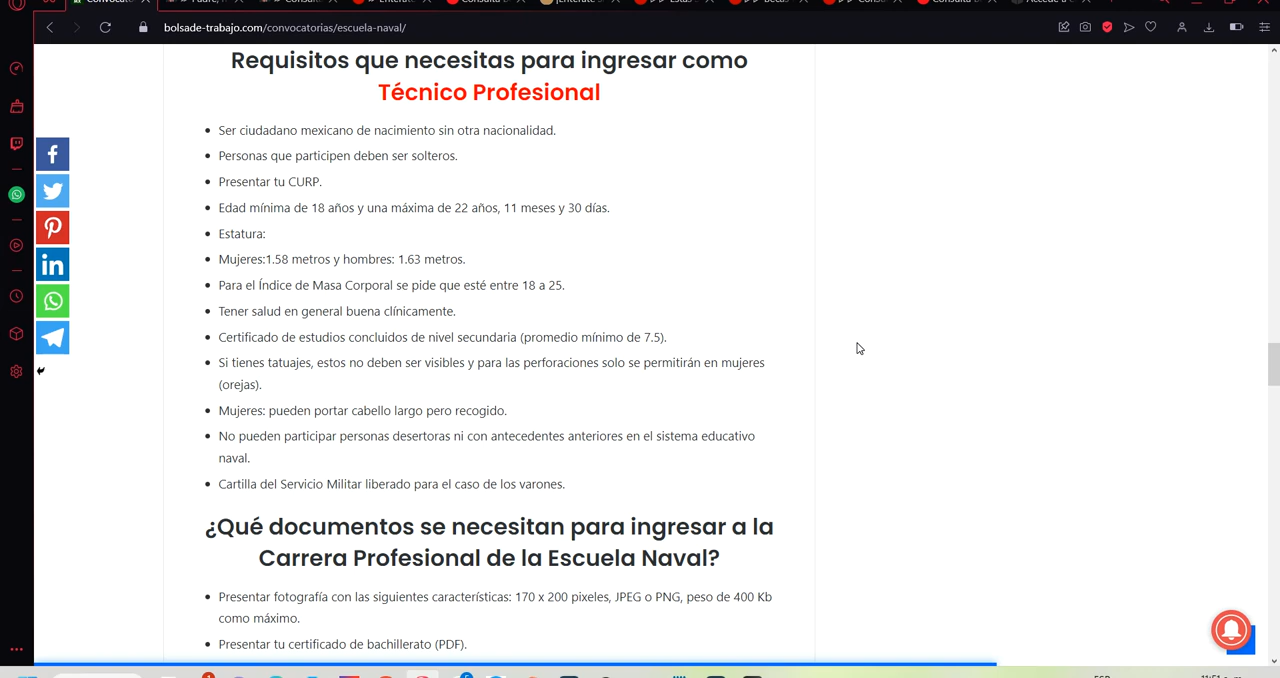 bolsade-trabajo.com/convocatorias/escuela-naval/
Requisitos que necesitas para ingresar como
Técnico Profesional
Ser ciudadano mexicano de nacimiento sin otra nacionalidad.
Personas que participen deben ser solteros.
Presentar tu CURP.
Edad mínima de 18 años y una máxima de 22 años, 11 meses y 30 días.
Estatura:
Mujeres:1.58 metros y hombres: 1.63 metros.
Para el Índice de Masa Corporal se pide que esté entre 18 a 25.
Tener salud en general buena clínicamente.
Certificado de estudios concluidos de nivel secundaria (promedio mínimo de 7.5).
Si tienes tatuajes, estos no deben ser visibles y para las perforaciones solo se permitirán en mujeres
(orejas).
Mujeres: pueden portar cabello largo pero recogido.
No pueden participar personas desertoras ni con antecedentes anteriores en el sistema educativo
naval.
Cartilla del Servicio Militar liberado para el caso de los varones.
¿Qué documentos se necesitan para ingresar a la
Carrera Profesional de la Escuela Naval?
Presentar fotografía con las siguientes características: 170 x 200 pixeles, JPEG o PNG, peso de 400 Kb
como máximo.
Presentar tu certificado de bachillerato (PDF).